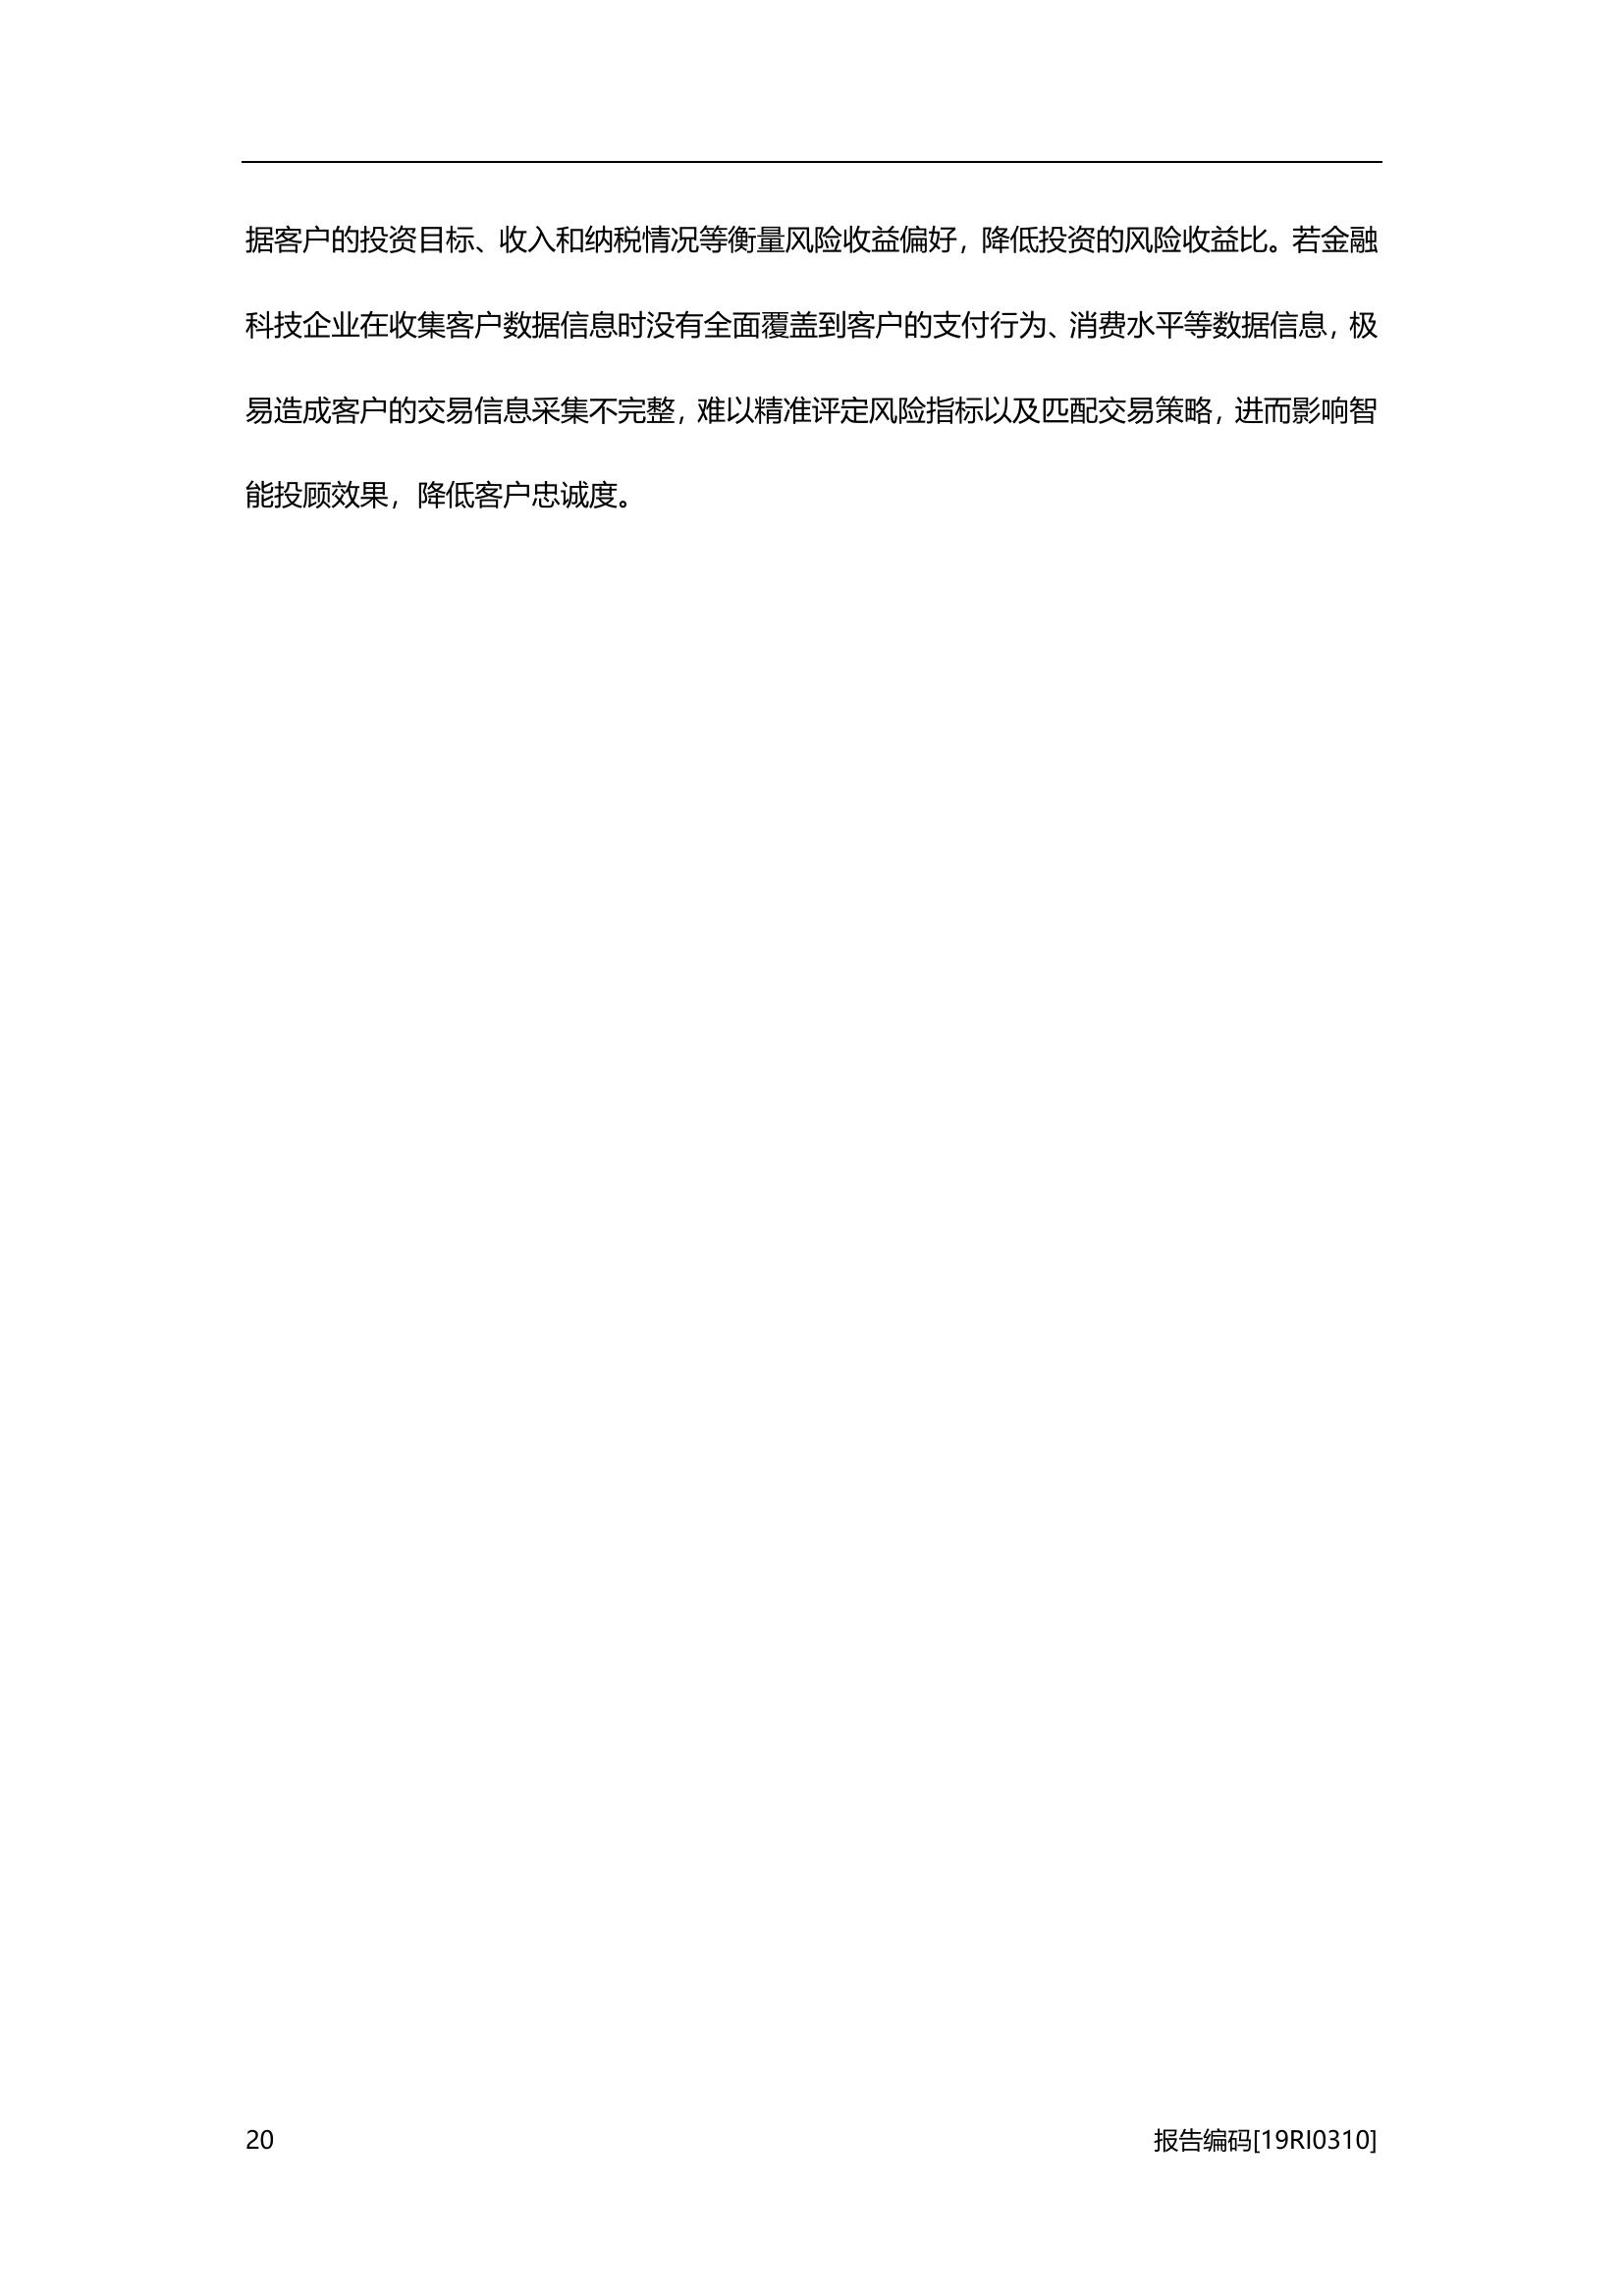 据客户的投资目标、收入和纳税情况等衡量风险收益偏好，降低投资的风险收益比。若金融
科技企业在收集客户数据信息时没有全面覆盖到客户的支付行为、消费水平等数据信息，极
易造成客户的交易信息采集不完整，难以精准评定风险指标以及匹配交易策略，进而影响智
能投顾效果，降低客户忠诚度。
20 报告编码[19RI0310]